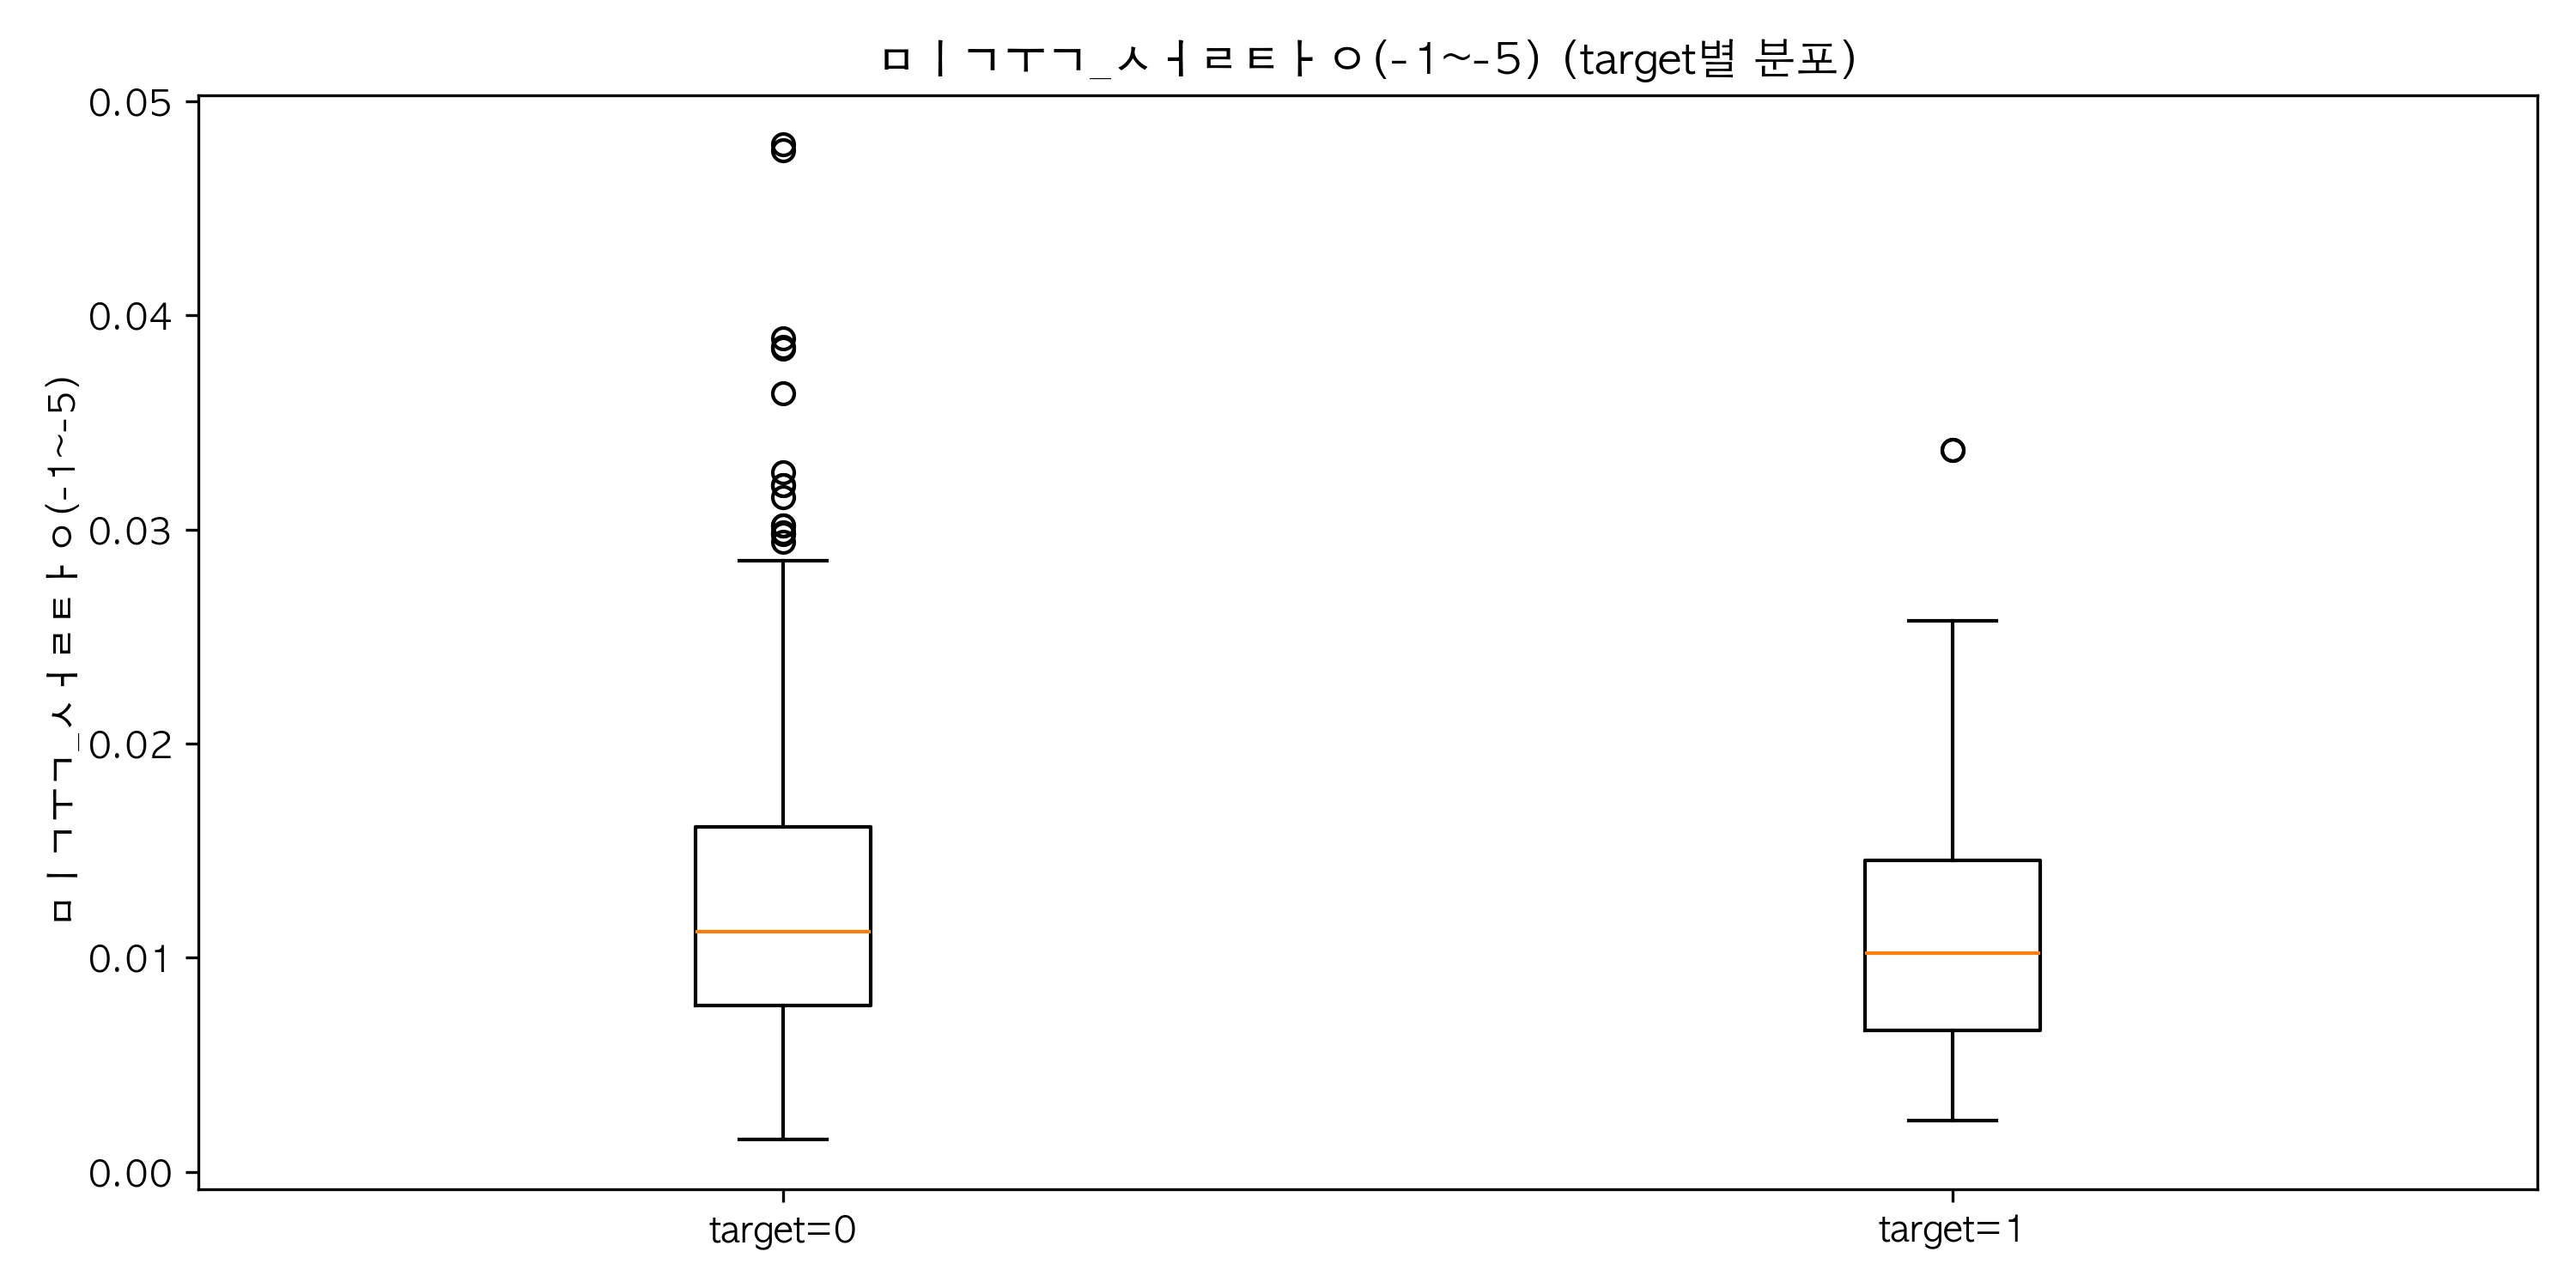 ㅁㅣㄱㅜㄱ_ㅅㅓㄹㅌㅏㅇ(-1~-5) (target별 분포)
ㅁㅣㄱㅜㄱ_ㅅㅓㄹㅌㅏㅇ(-1~-5)
0.05
0.04
0.03
0.02
0.01
0.00
target=0
target=1